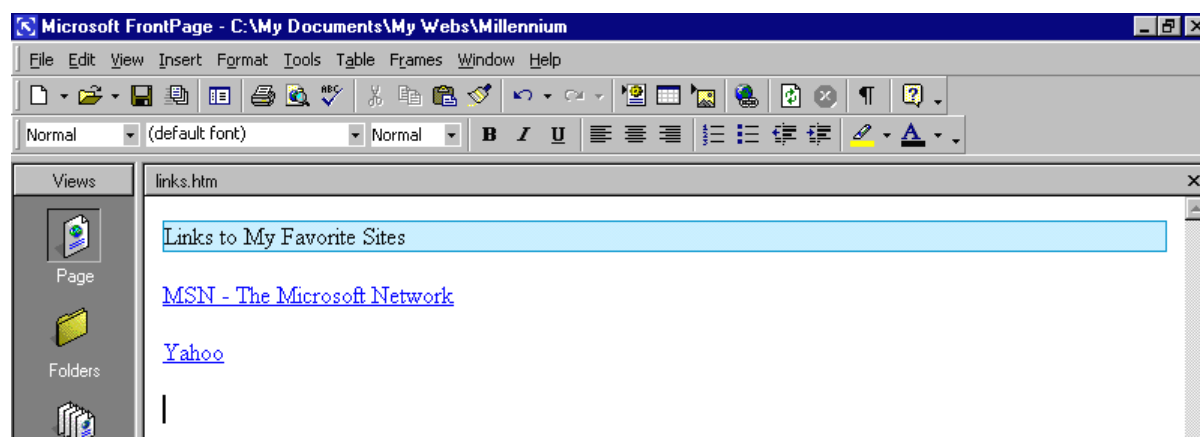 Microsoft FrontPage - C:\My Documents\My Webs\Millennium
File Edit View Insert Format Tools Table Frames Window Help
ABC
Normal (default font) Normal B I U A
Views links.htm
Links to My Favorite Sites
Page
MSN - The Microsoft Network
Yahoo
Folders